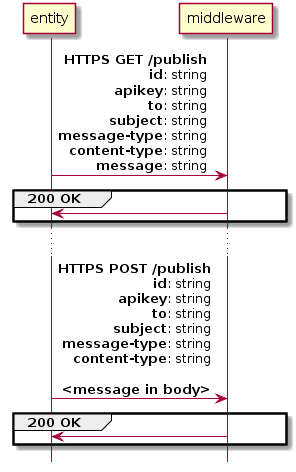 entity
middleware
HTTPS GET /publish
id: string
apikey: string
to: string
subject: string
message-type: string
content-type: string
message: string
200 OK
HTTPS POST /publish
id: string
apikey: string
to: string
subject: string
message-type: string
content-type: string
<message in body>
200 OK